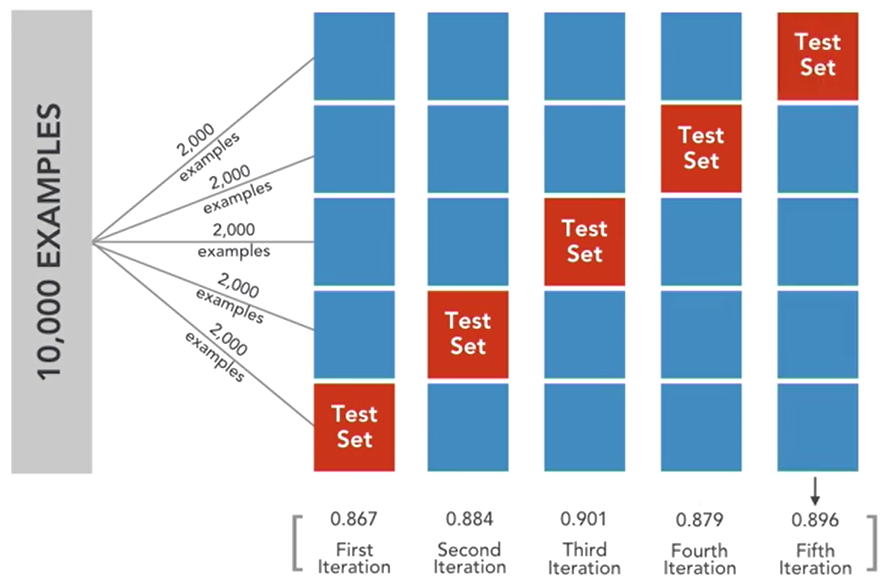 10,000 EXAMPLES
2,000
examples
2,000
examples
2,000
examples
2,000
examples
2,000
examples
Test
Set
Test
Set
Test
Set
Test
Set
Test
Set
0.867
First
Iteration
0.884
Second
Iteration
0.901
Third
Iteration
0.879
Fourth
Iteration
0.896
Fifth
Iteration